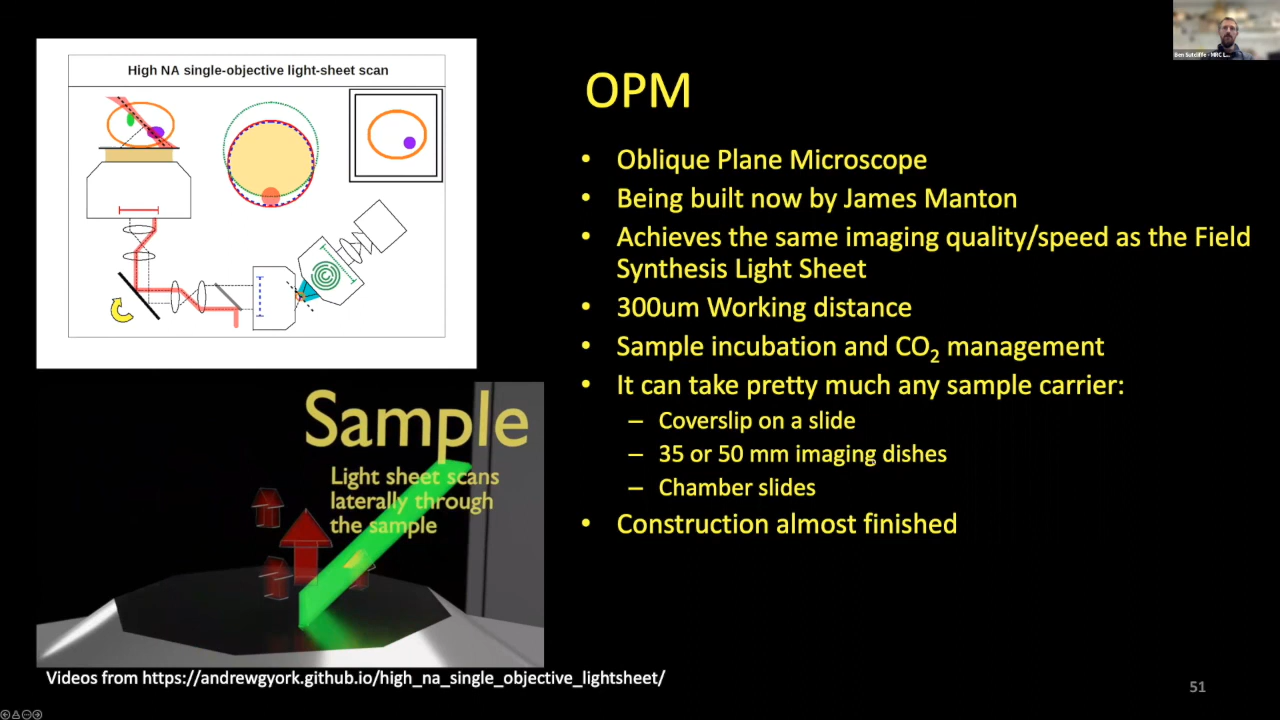 High NA single-objective light-sheet scan
Ben Sutcliffe - MRC L...
OPM
• Oblique Plane Microscope
• Being built now by James Manton
• Achieves the same imaging quality/speed as the Field
Synthesis Light Sheet
• 300um Working distance
• Sample incubation and CO₂ management
• It can take pretty much any sample carrier:
– Coverslip on a slide
– 35 or 50 mm imaging dishes
– Chamber slides
• Construction almost finished
Sample
Light sheet scans
laterally through
the sample
Videos from https://andrewgyork.github.io/high_na_single_objective_lightsheet/
51